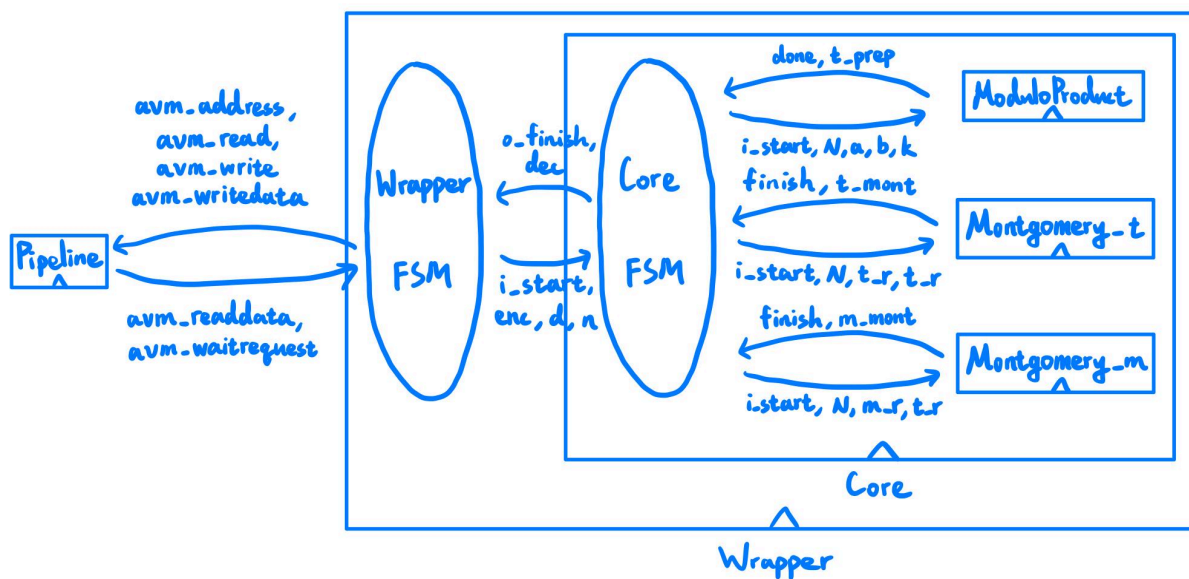 avm_address,
avm_read,
avm_write
avm_writedata
Pipeline
avm_readdata,
avm_waitrequest
Wrapper
FSM
o_finish,
dec
i_start,
enc, d, n
Core
FSM
done, t_prep
ModuloProduct
i_start, N, a, b, k
finish, t_mont
Montgomery_t
i_start, N, t_r, t_r
finish, m_mont
Montgomery_m
i_start, N, m_r, t_r
Core
Wrapper